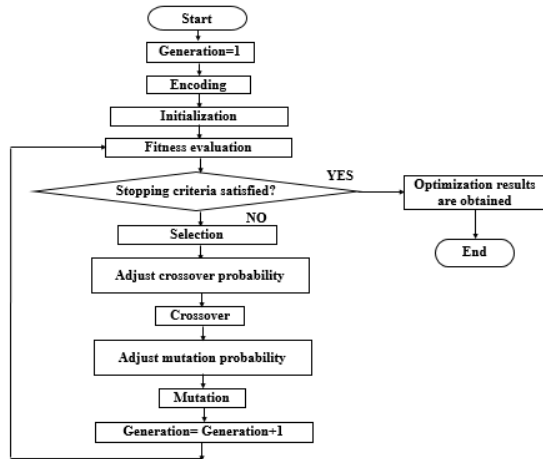 Start
Generation=1
Encoding
Initialization
Fitness evaluation
Stopping criteria satisfied?
YES
Optimization results
are obtained
End
NO
Selection
Adjust crossover probability
Crossover
Adjust mutation probability
Mutation
Generation= Generation+1